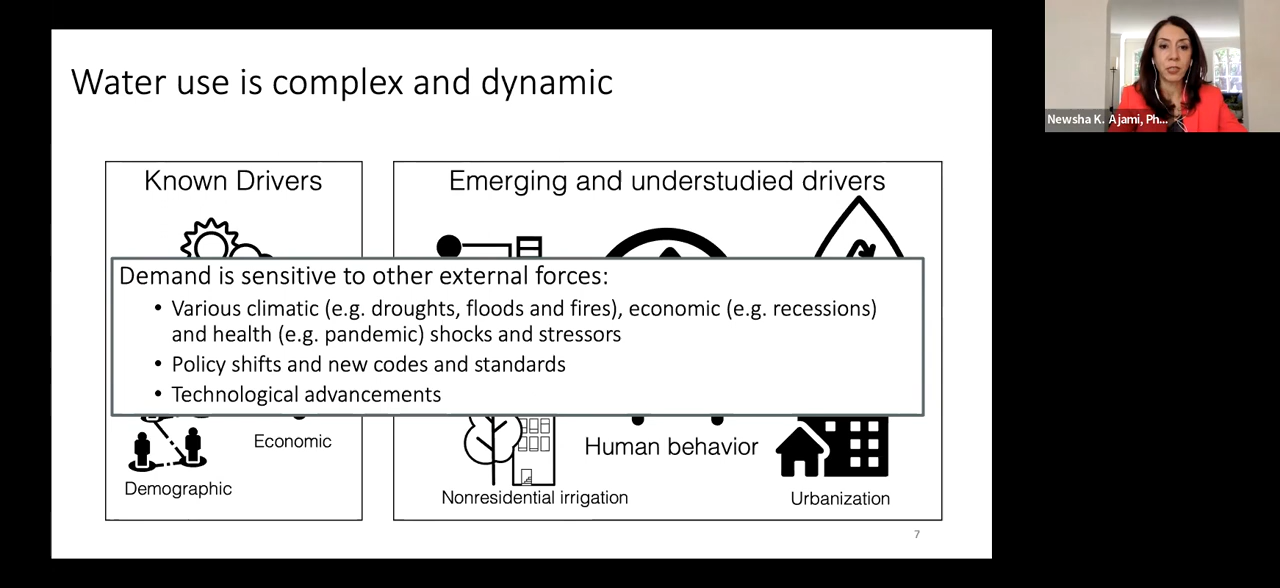 Water use is complex and dynamic
Known Drivers
Emerging and understudied drivers
Demand is sensitive to other external forces:
• Various climatic (e.g. droughts, floods and fires), economic (e.g. recessions)
and health (e.g. pandemic) shocks and stressors
• Policy shifts and new codes and standards
• Technological advancements
Economic
Demographic
Human behavior
Nonresidential irrigation
Urbanization
7
Newsha K. Ajami, Ph...